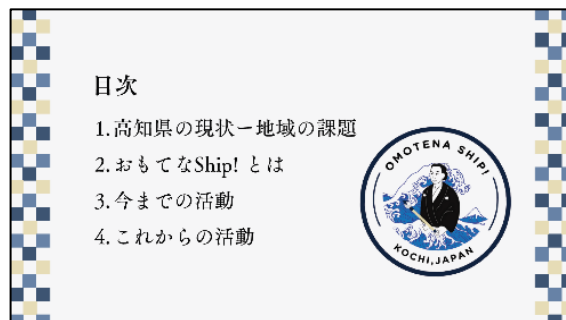 目次
1.高知県の現状ー地域の課題
2.おもてなShip! とは
3.今までの活動
4.これからの活動
OMOTENA SHIP!
KOCHI,JAPAN